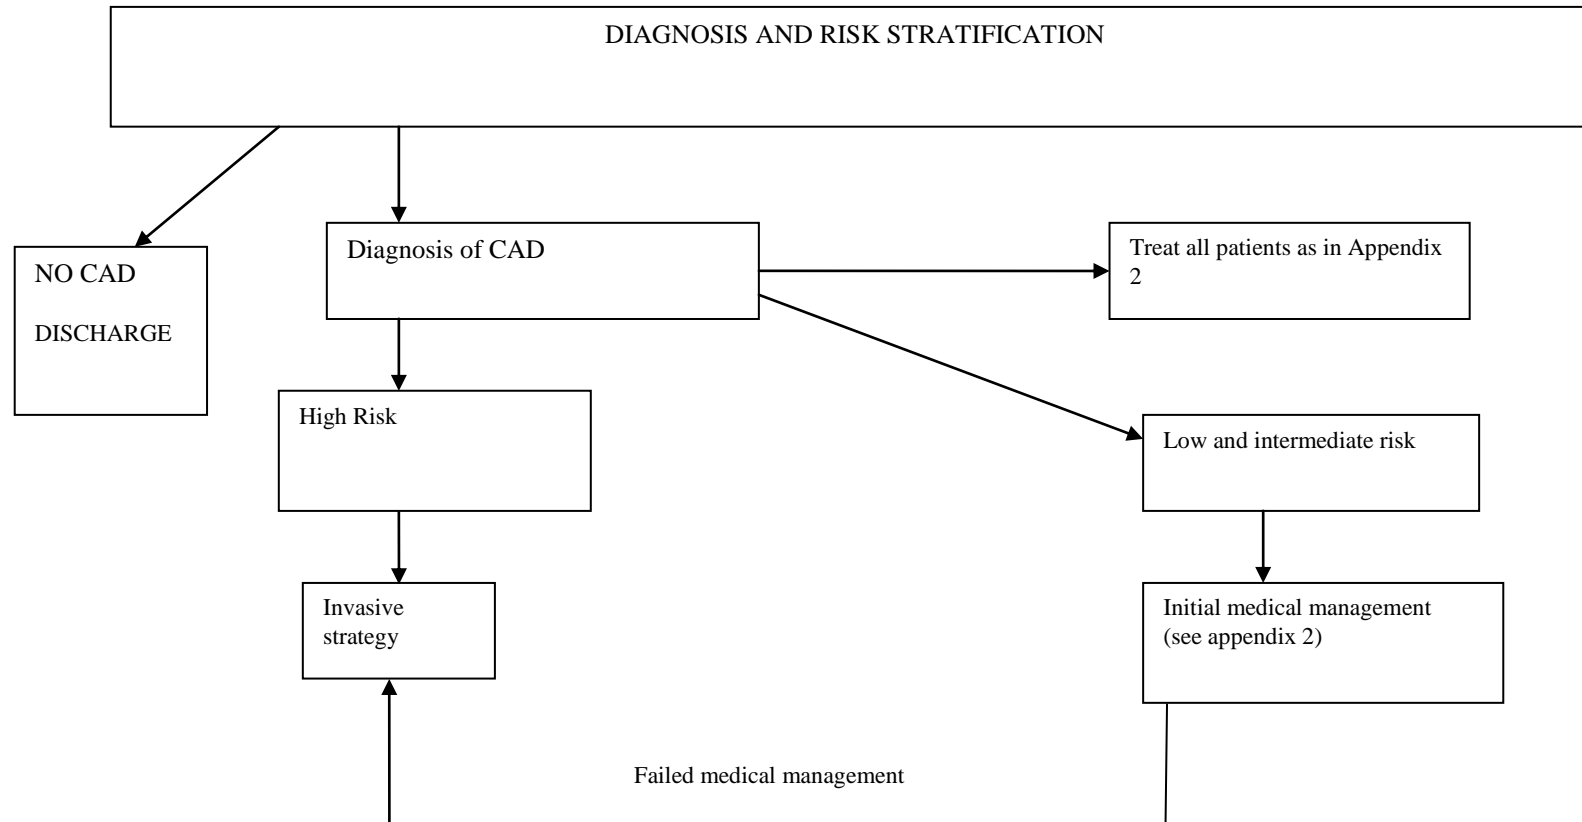 DIAGNOSIS AND RISK STRATIFICATION
NO CAD
DISCHARGE
Diagnosis of CAD
Treat all patients as in Appendix
2
High Risk
Low and intermediate risk
Invasive
strategy
Initial medical management
(see appendix 2)
Failed medical management